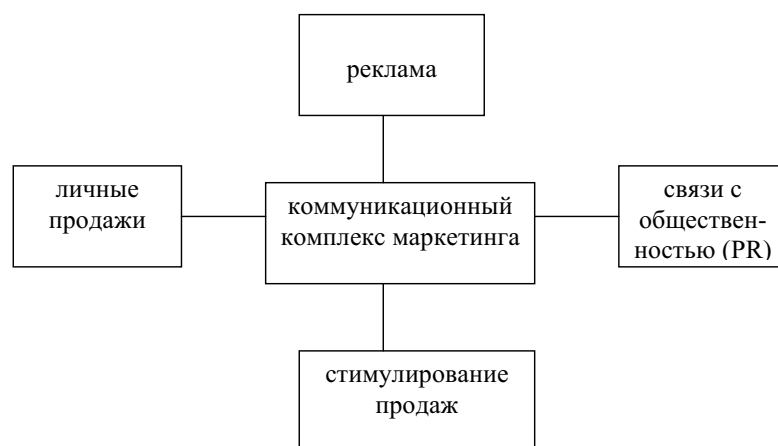 реклама
личные
продажи
коммуникационный
комплекс маркетинга
связи с
обществен-
ностью (PR)
стимулирование
продаж